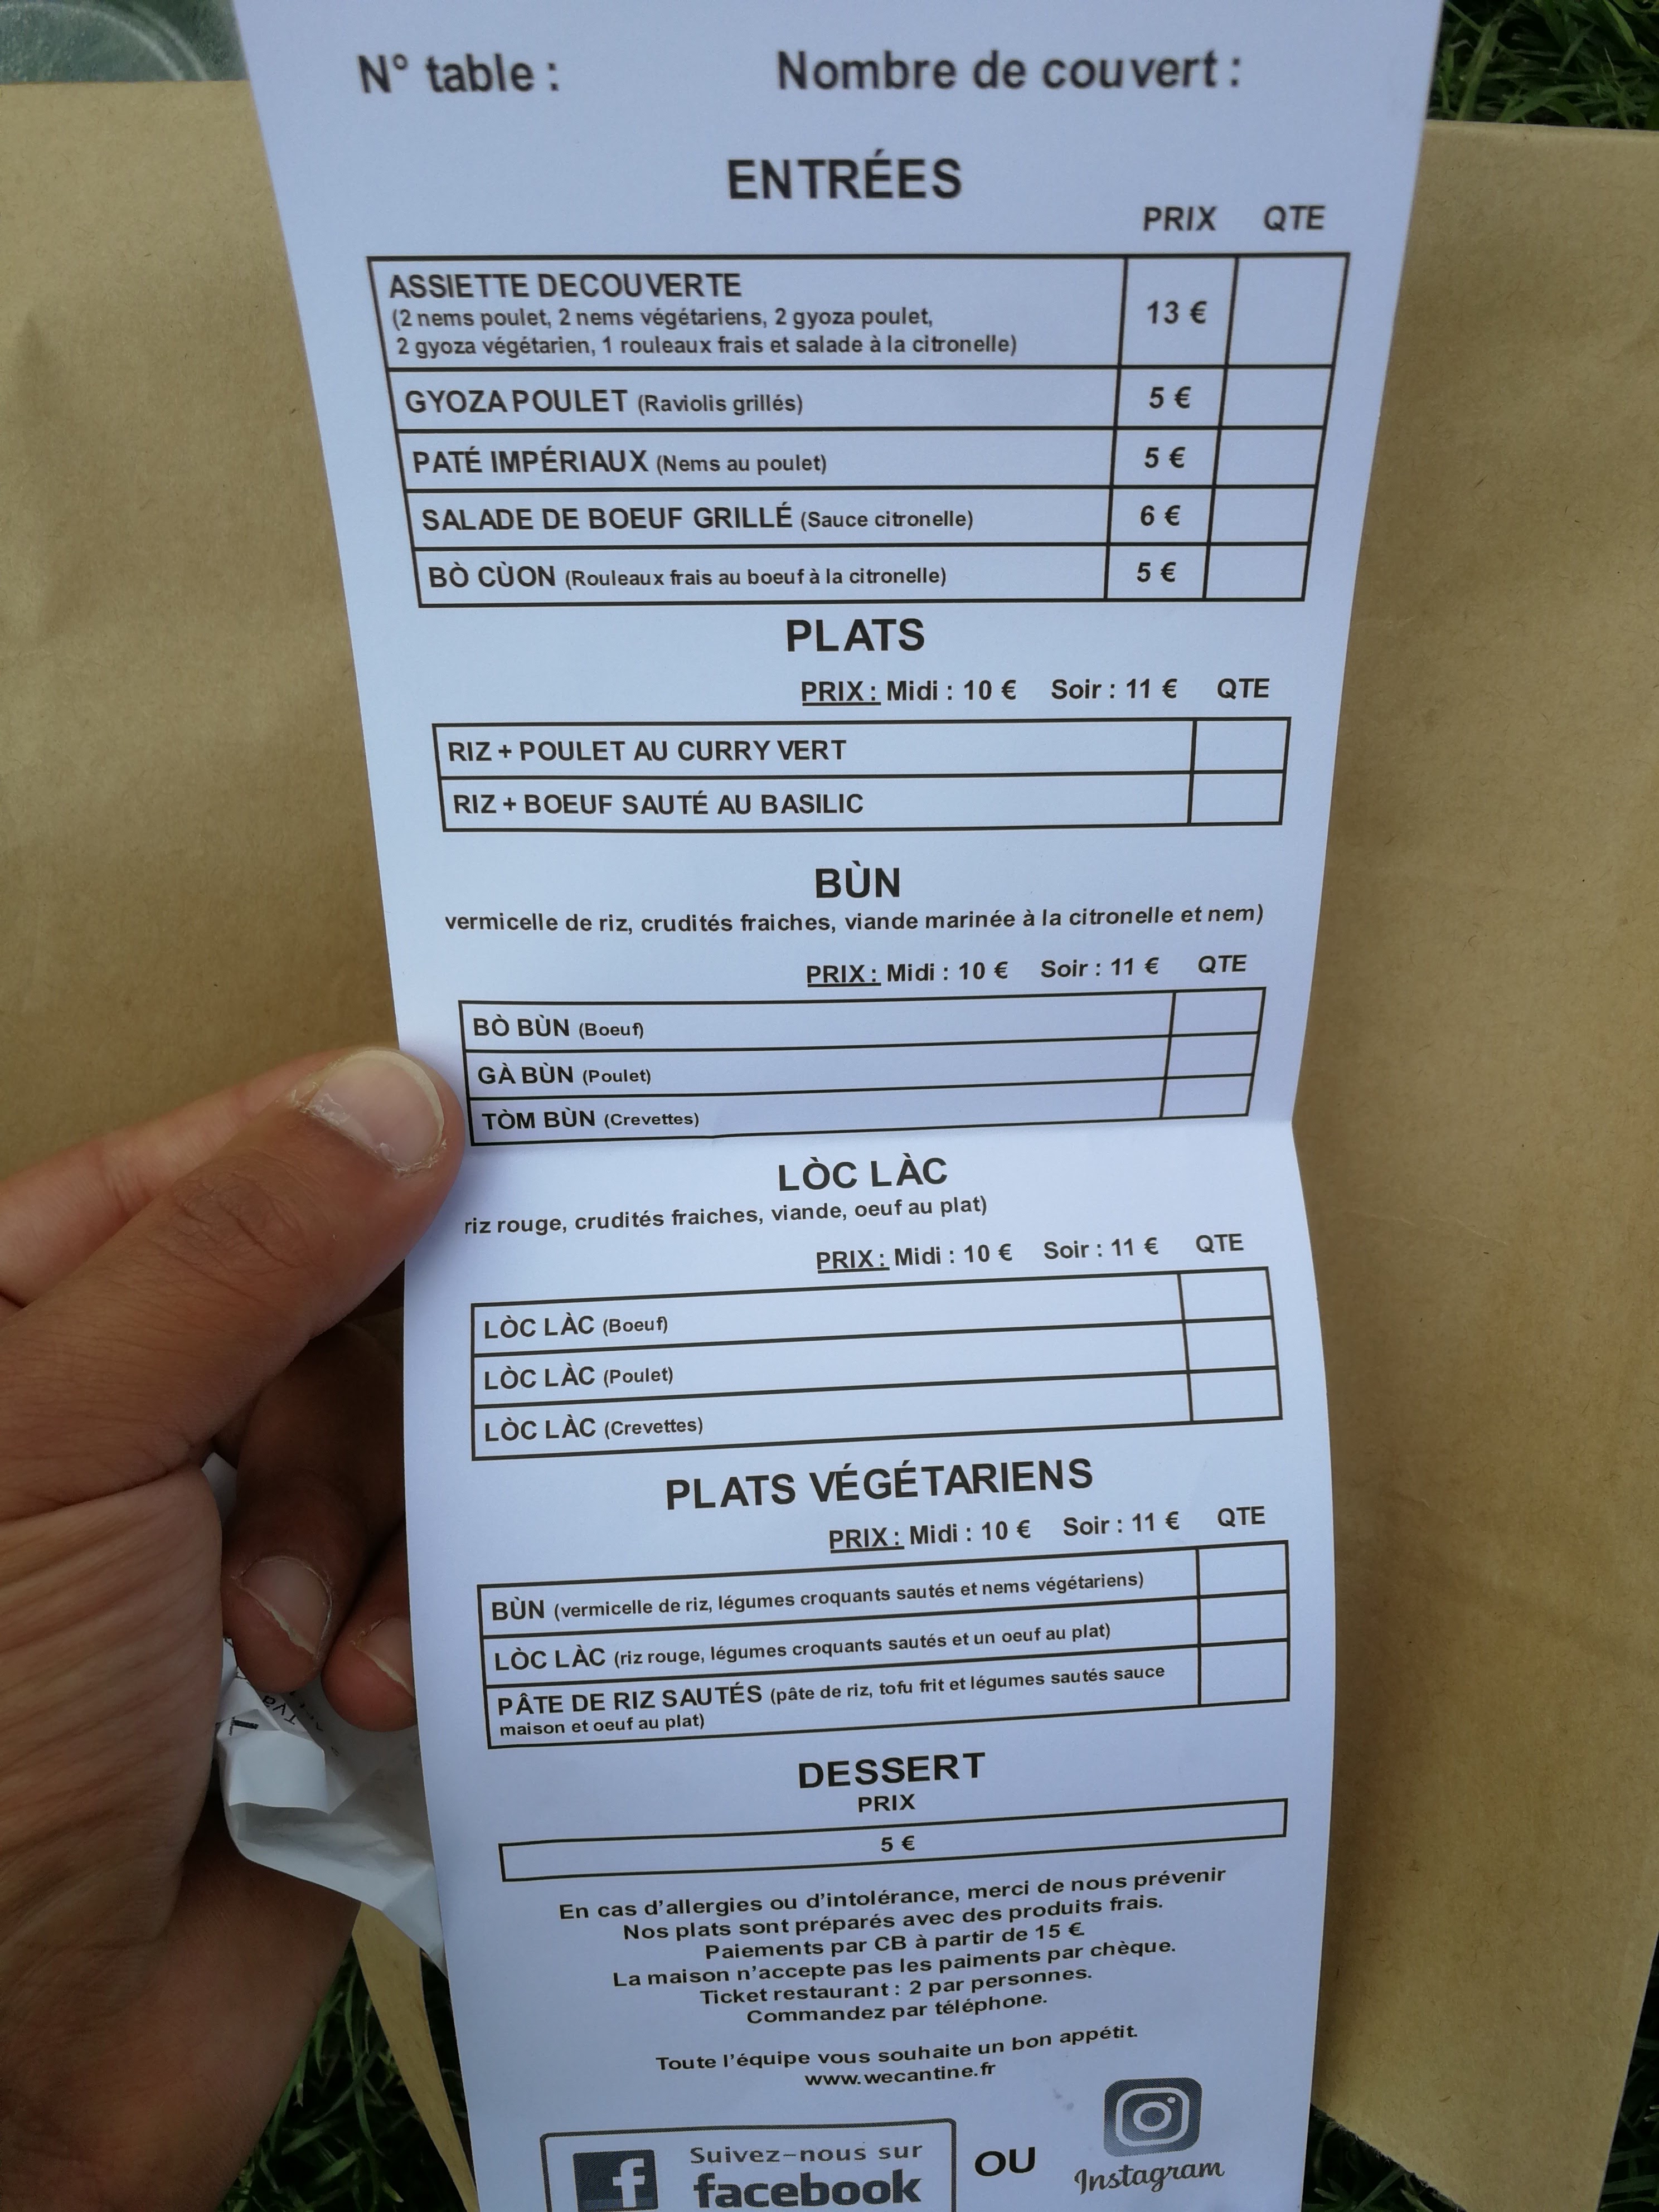 N° table : Nombre de couvert :
ENTRÉES
PRIX QTE
ASSIETTE DECOUVERTE
(2 nems poulet, 2 nems végétariens, 2 gyoza poulet,
2 gyoza végétarien, 1 rouleaux frais et salade à la citronelle)
13 €
GYOZA POULET (Raviolis grillés) 5 €
PATÉ IMPÉRIAUX (Nems au poulet) 5 €
SALADE DE BOEUF GRILLÉ (Sauce citronelle) 6 €
BÒ CÙON (Rouleaux frais au boeuf à la citronelle) 5 €
PLATS
PRIX : Midi : 10 € Soir : 11 € QTE
RIZ + POULET AU CURRY VERT
RIZ + BOEUF SAUTÉ AU BASILIC
BÙN
vermicelle de riz, crudités fraiches, viande marinée à la citronelle et nem)
PRIX : Midi : 10 € Soir : 11 € QTE
BÒ BÙN (Boeuf)
GÀ BÙN (Poulet)
TÒM BÙN (Crevettes)
LÒC LÀC
riz rouge, crudités fraiches, viande, oeuf au plat)
PRIX : Midi : 10 € Soir : 11 € QTE
LÒC LÀC (Boeuf)
LÒC LÀC (Poulet)
LÒC LÀC (Crevettes)
PLATS VÉGÉTARIENS
PRIX : Midi : 10 € Soir : 11 € QTE
BÙN (vermicelle de riz, légumes croquants sautés et nems végétariens)
LÒC LÀC (riz rouge, légumes croquants sautés et un oeuf au plat)
PÂTE DE RIZ SAUTÉS (pâte de riz, tofu frit et légumes sautés sauce
maison et oeuf au plat)
DESSERT
PRIX
5 €
En cas d'allergies ou d'intolérance, merci de nous prévenir
Nos plats sont préparés avec des produits frais.
Paiements par CB à partir de 15 €
La maison n'accepte pas les paiments par chèque.
Ticket restaurant : 2 par personnes.
Commandez par téléphone.
Toute l'équipe vous souhaite un bon appétit.
www.wecantine.fr
Suivez-nous sur
facebook
OU
Instagram